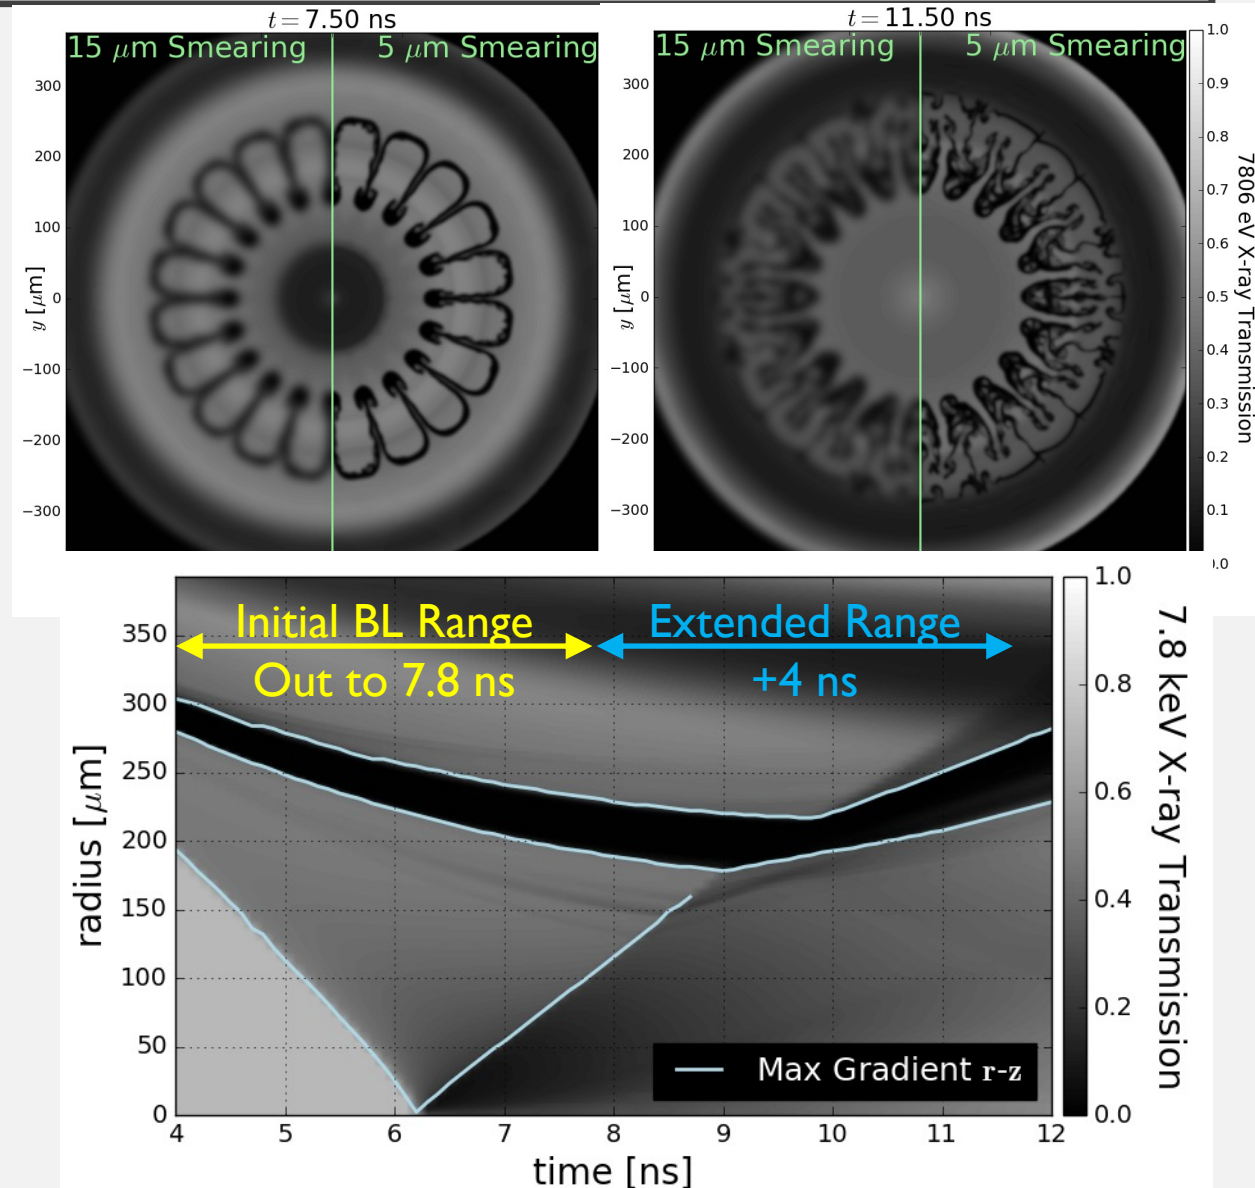 t = 7.50 ns
15 μm Smearing
5 μm Smearing
300
200
100
0
−100
−200
−300
y [μm]
t = 11.50 ns
15 μm Smearing
5 μm Smearing
300
200
100
0
−100
−200
−300
y [μm]
1.0
0.9
0.8
0.7
0.6
0.5
0.4
0.3
0.2
0.1
0.0
7806 eV X-ray Transmission
Initial BL Range
Out to 7.8 ns
Extended Range
+4 ns
350
300
250
200
150
100
50
0
radius [μm]
4 5 6 7 8 9 10 11 12
time [ns]
Max Gradient r-z
1.0
0.8
0.6
0.4
0.2
0.0
7.8 keV X-ray Transmission